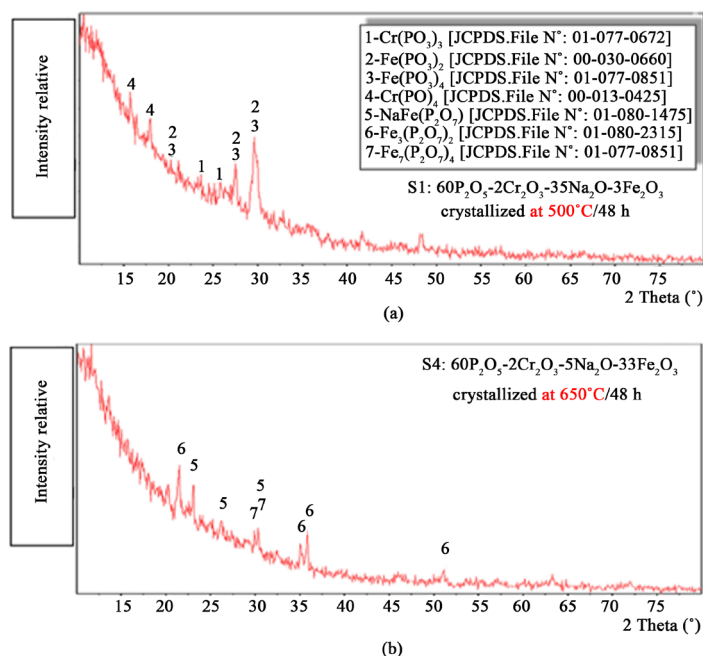 (a)
Intensity relative
1-Cr(PO₃)₃ [JCPDS.File N°: 01-077-0672]
2-Fe(PO₃)₂ [JCPDS.File N°: 00-030-0660]
3-Fe(PO₃)₄ [JCPDS.File N°: 01-077-0851]
4-Cr(PO)₄ [JCPDS.File N°: 00-013-0425]
5-NaFe(P₂O₇) [JCPDS.File N°: 01-080-1475]
6-Fe₃(P₂O₇)₂ [JCPDS.File N°: 01-080-2315]
7-Fe₇(P₂O₇)₄ [JCPDS.File N°: 01-077-0851]
S1: 60P₂O₅-2Cr₂O₃-35Na₂O-3Fe₂O₃
crystallized at 500°C/48 h
4 4 2 3 1 1 2 3 2 3
15 20 25 30 35 40 45 50 55 60 65 70 75
2 Theta (°)
(a)
Intensity relative
S4: 60P₂O₅-2Cr₂O₃-5Na₂O-33Fe₂O₃
crystallized at 650°C/48 h
6 5 5 7 5 7 6 6 6
15 20 25 30 35 40 45 50 55 60 65 70 75
2 Theta (°)
(b)